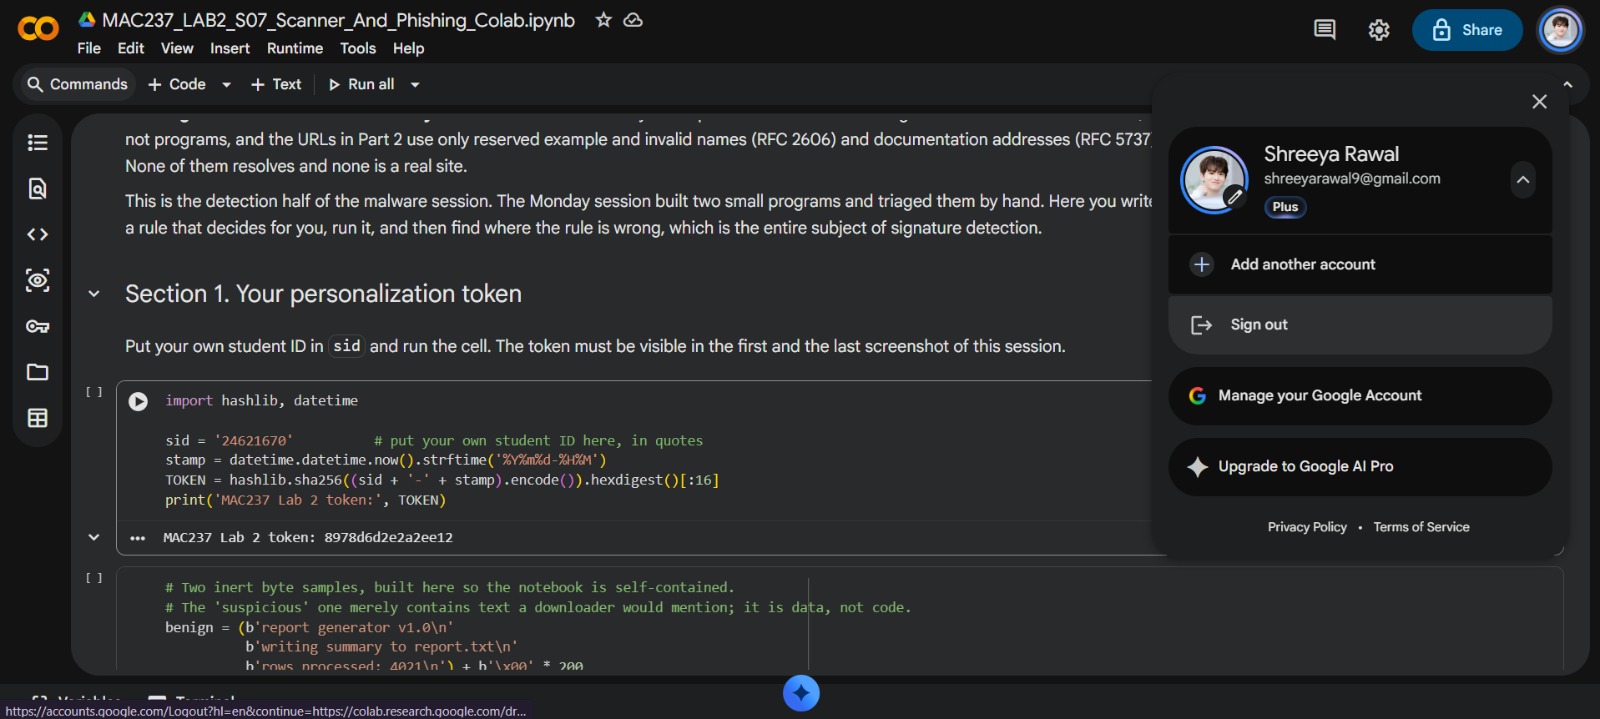 MAC237_LAB2_S07_Scanner_And_Phishing_Colab.ipynb
File Edit View Insert Runtime Tools Help
Share
Commands + Code + Text Run all
not programs, and the URLs in Part 2 use only reserved example and invalid names (RFC 2606) and documentation addresses (RFC 5737)
None of them resolves and none is a real site.
This is the detection half of the malware session. The Monday session built two small programs and triaged them by hand. Here you write
a rule that decides for you, run it, and then find where the rule is wrong, which is the entire subject of signature detection.
Section 1. Your personalization token
Put your own student ID in sid and run the cell. The token must be visible in the first and the last screenshot of this session.
[ ]
import hashlib, datetime
sid = '24621670' # put your own student ID here, in quotes
stamp = datetime.datetime.now().strftime('%Y%m%d-%H%M')
TOKEN = hashlib.sha256((sid + '-' + stamp).encode()).hexdigest()[:16]
print('MAC237 Lab 2 token:', TOKEN)
MAC237 Lab 2 token: 8978d6d2e2a2ee12
[ ]
# Two inert byte samples, built here so the notebook is self-contained.
# The 'suspicious' one merely contains text a downloader would mention; it is data, not code.
benign = (b'report generator v1.0\n'
b'writing summary to report.txt\n'
b'rows processed: 4021\n') + b'\x00' * 200
Shreeya Rawal
shreeyarawal9@gmail.com
Plus
Add another account
Sign out
Manage your Google Account
Upgrade to Google AI Pro
Privacy Policy • Terms of Service
Variables Terminal
https://accounts.google.com/Logout?hl=en&continue=https://colab.research.google.com/dr...